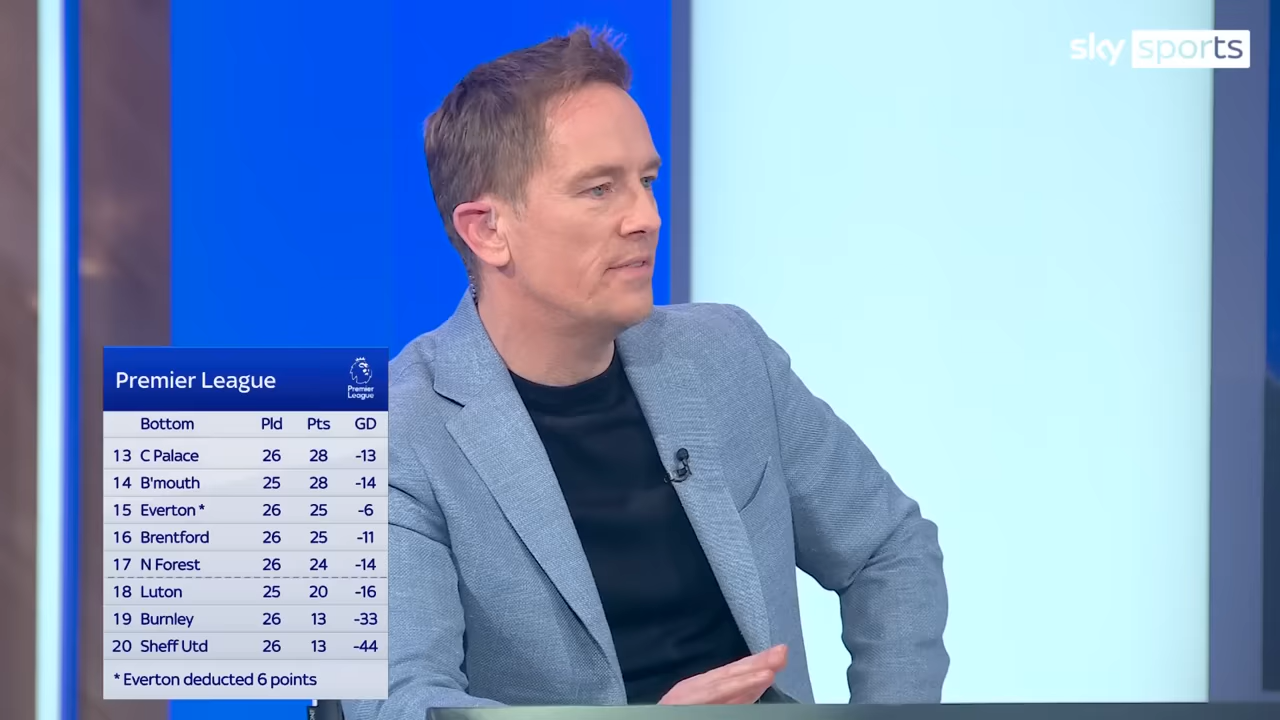 sky sports
Premier League
Premier
League
Bottom Pld Pts GD
13 C Palace 26 28 -13
14 B'mouth 25 28 -14
15 Everton * 26 25 -6
16 Brentford 26 25 -11
17 N Forest 26 24 -14
18 Luton 25 20 -16
19 Burnley 26 13 -33
20 Sheff Utd 26 13 -44
* Everton deducted 6 points